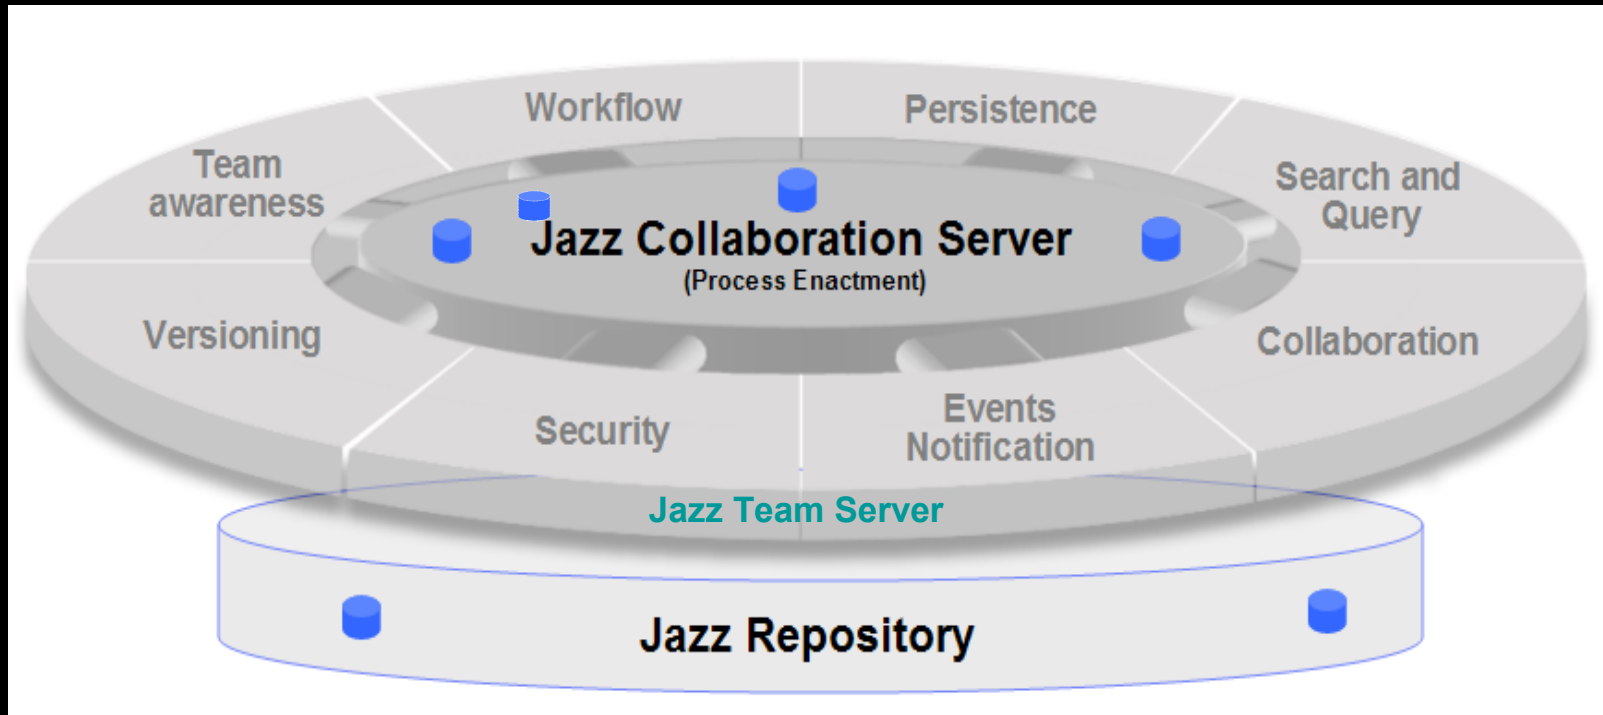 Workflow
Persistence
Team
awareness
Search and
Query
Jazz Collaboration Server
(Process Enactment)
Versioning
Collaboration
Security
Events
Notification
Jazz Team Server
Jazz Repository